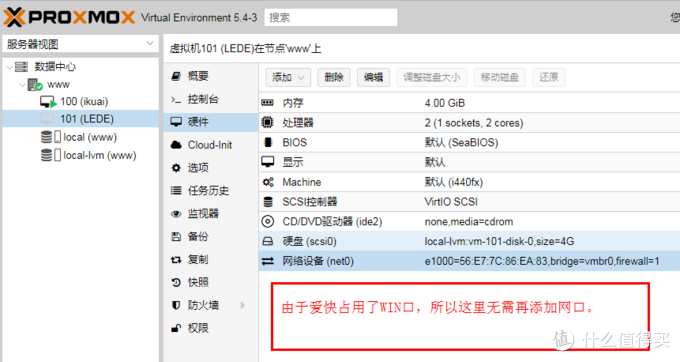 PROXMOX Virtual Environment 5.4-3 搜索 您
服务器视图
数据中心
www
100 (ikuai)
101 (LEDE)
local (www)
local-lvm (www)
虚拟机101 (LEDE)在节点'www'上
概要
控制台
硬件
Cloud-Init
选项
任务历史
监视器
备份
复制
快照
防火墙
权限
添加 删除 编辑 调整磁盘大小 移动磁盘 还原
内存 4.00 GiB
处理器 2 (1 sockets, 2 cores)
BIOS 默认 (SeaBIOS)
显示 默认
Machine 默认 (i440fx)
SCSI控制器 VirtIO SCSI
CD/DVD驱动器 (ide2) none,media=cdrom
硬盘 (scsi0) local-lvm:vm-101-disk-0,size=4G
网络设备 (net0) e1000=56:E7:7C:86:EA:83,bridge=vmbr0,firewall=1
由于爱快占用了WIN口，所以这里无需再添加网口。
值 什么值得买